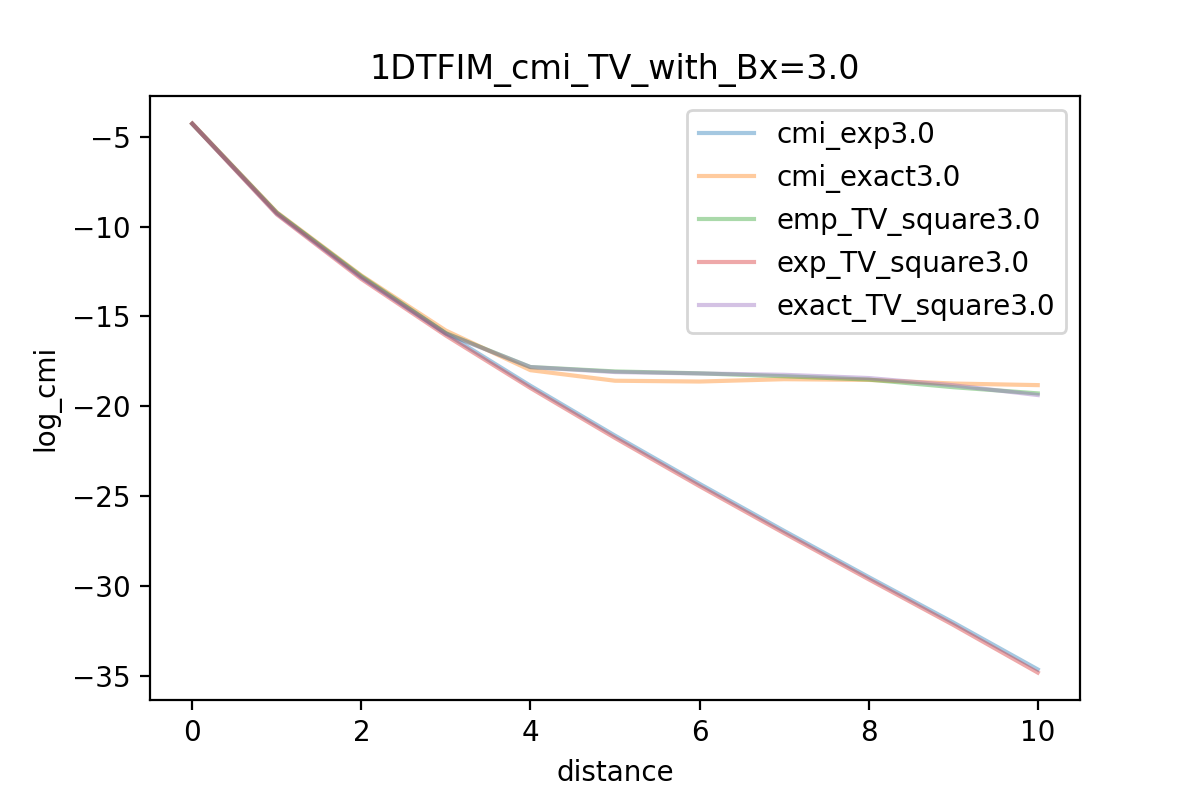 1DTFIM_cmi_TV_with_Bx=3.0
cmi_exp3.0
cmi_exact3.0
emp_TV_square3.0
exp_TV_square3.0
exact_TV_square3.0
log_cmi
−5
−10
−15
−20
−25
−30
−35
0 2 4 6 8 10
distance